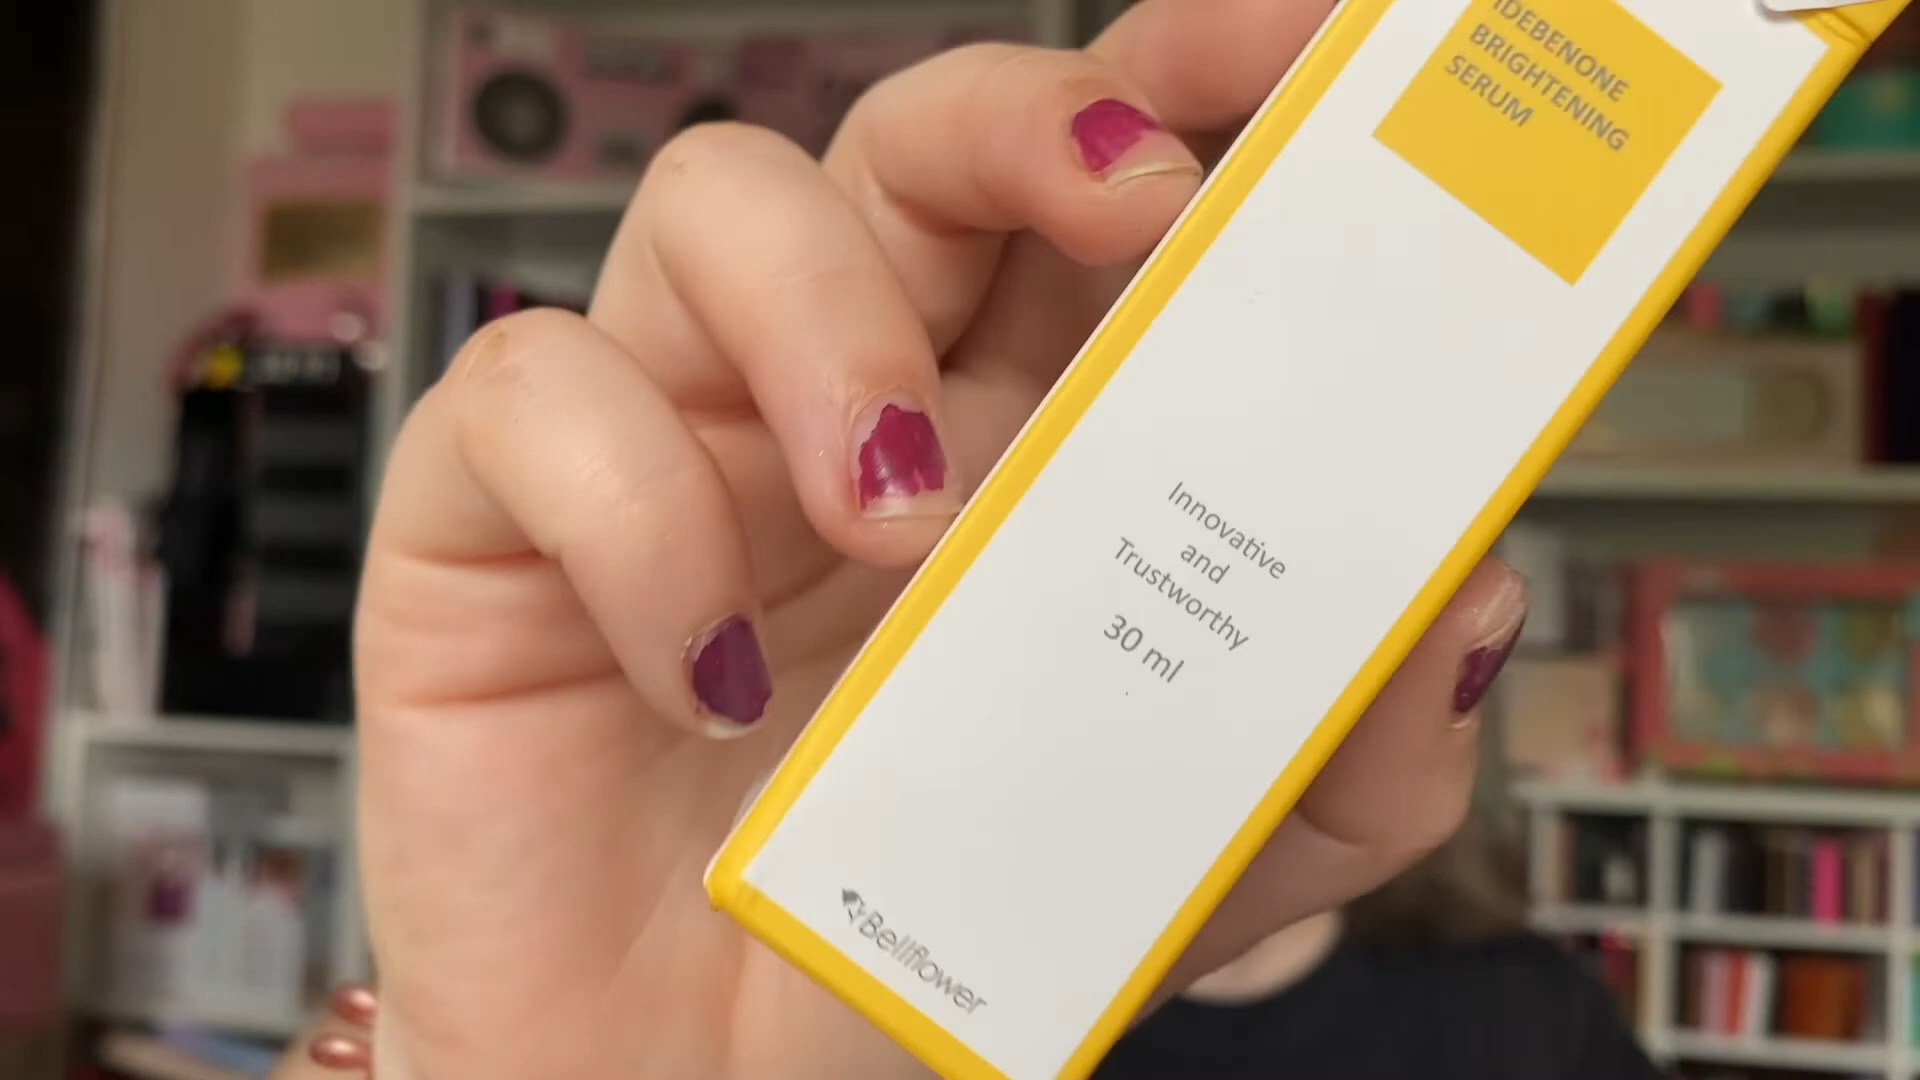 IDEBENONE
BRIGHTENING
SERUM
Innovative
and
Trustworthy
30 ml
Bellflower